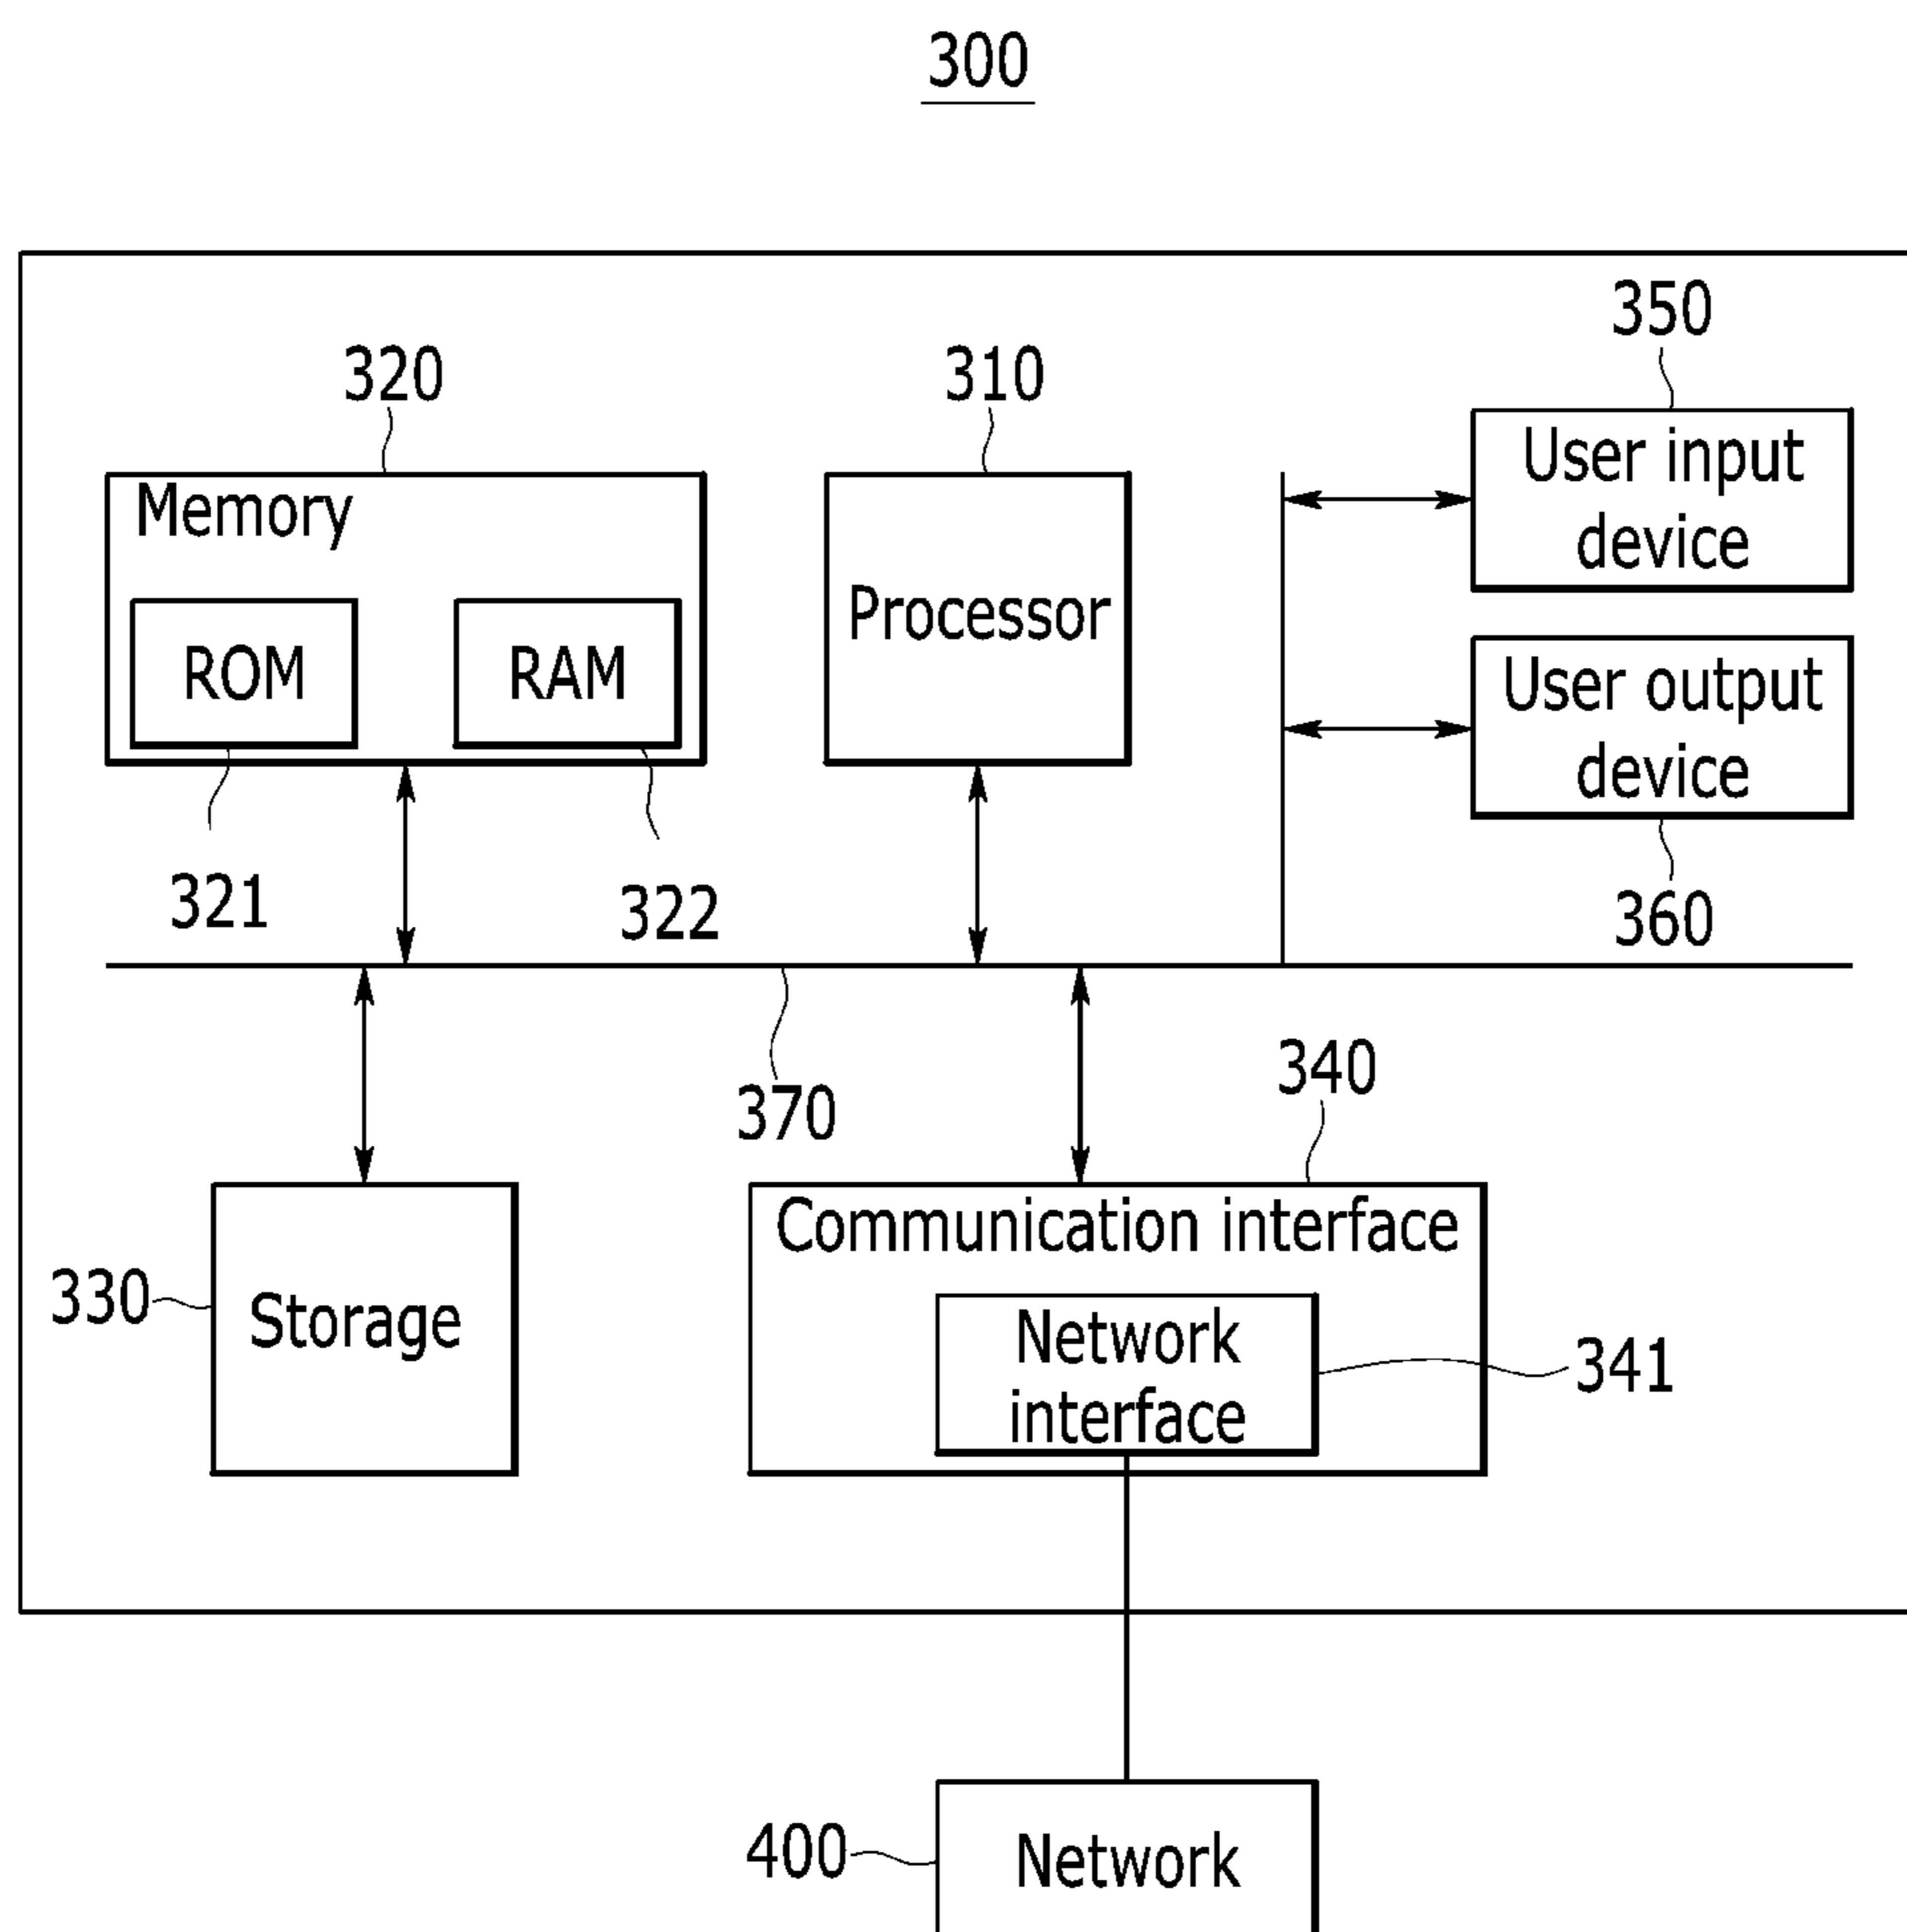 300
350
320
310
User input
device
Memory
Processor
ROM
RAM
User output
device
321
322
360
370
340
Communication interface
330
Storage
Network
interface
341
400
Network